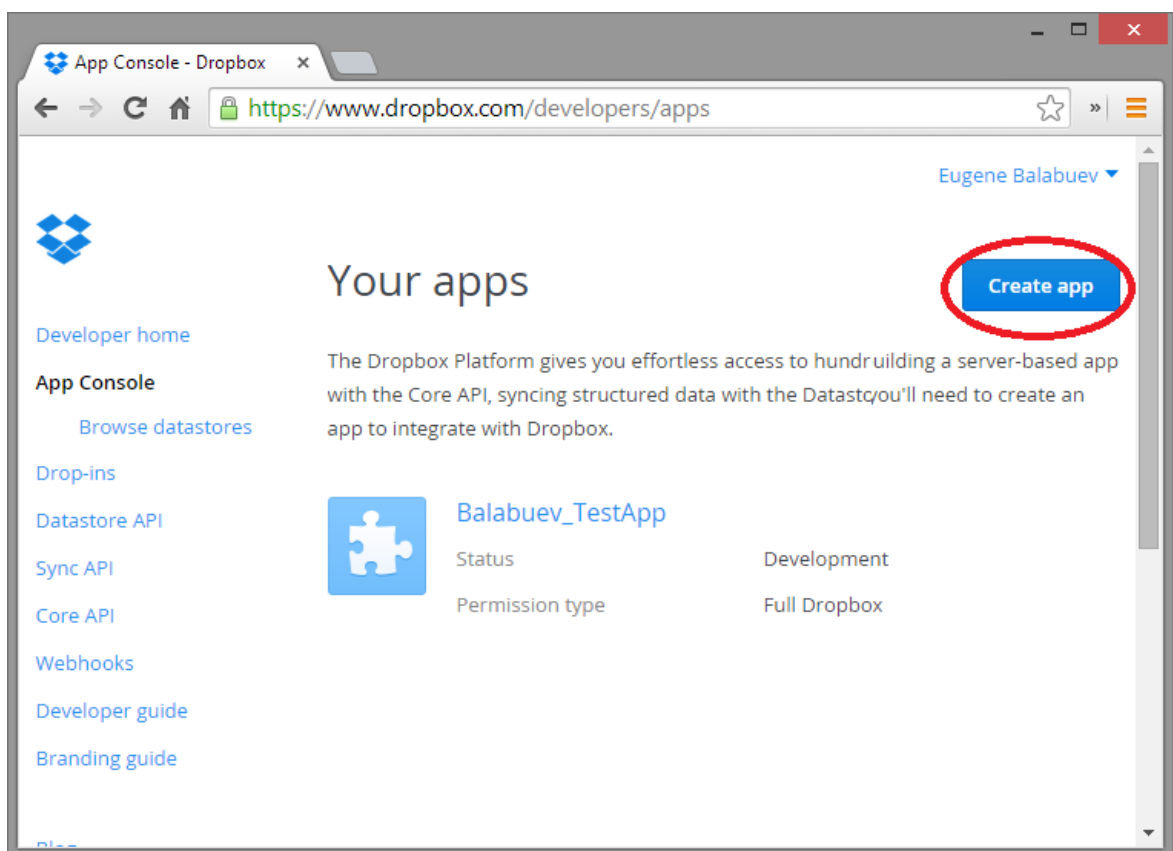 App Console - Dropbox
https://www.dropbox.com/developers/apps
Eugene Balabuev
Your apps
Create app
Developer home
App Console
Browse datastores
Drop-ins
Datastore API
Sync API
Core API
Webhooks
Developer guide
Branding guide
The Dropbox Platform gives you effortless access to hundruilding a server-based app
with the Core API, syncing structured data with the Datastoyou'll need to create an
app to integrate with Dropbox.
Balabuev_TestApp
Status Development
Permission type Full Dropbox